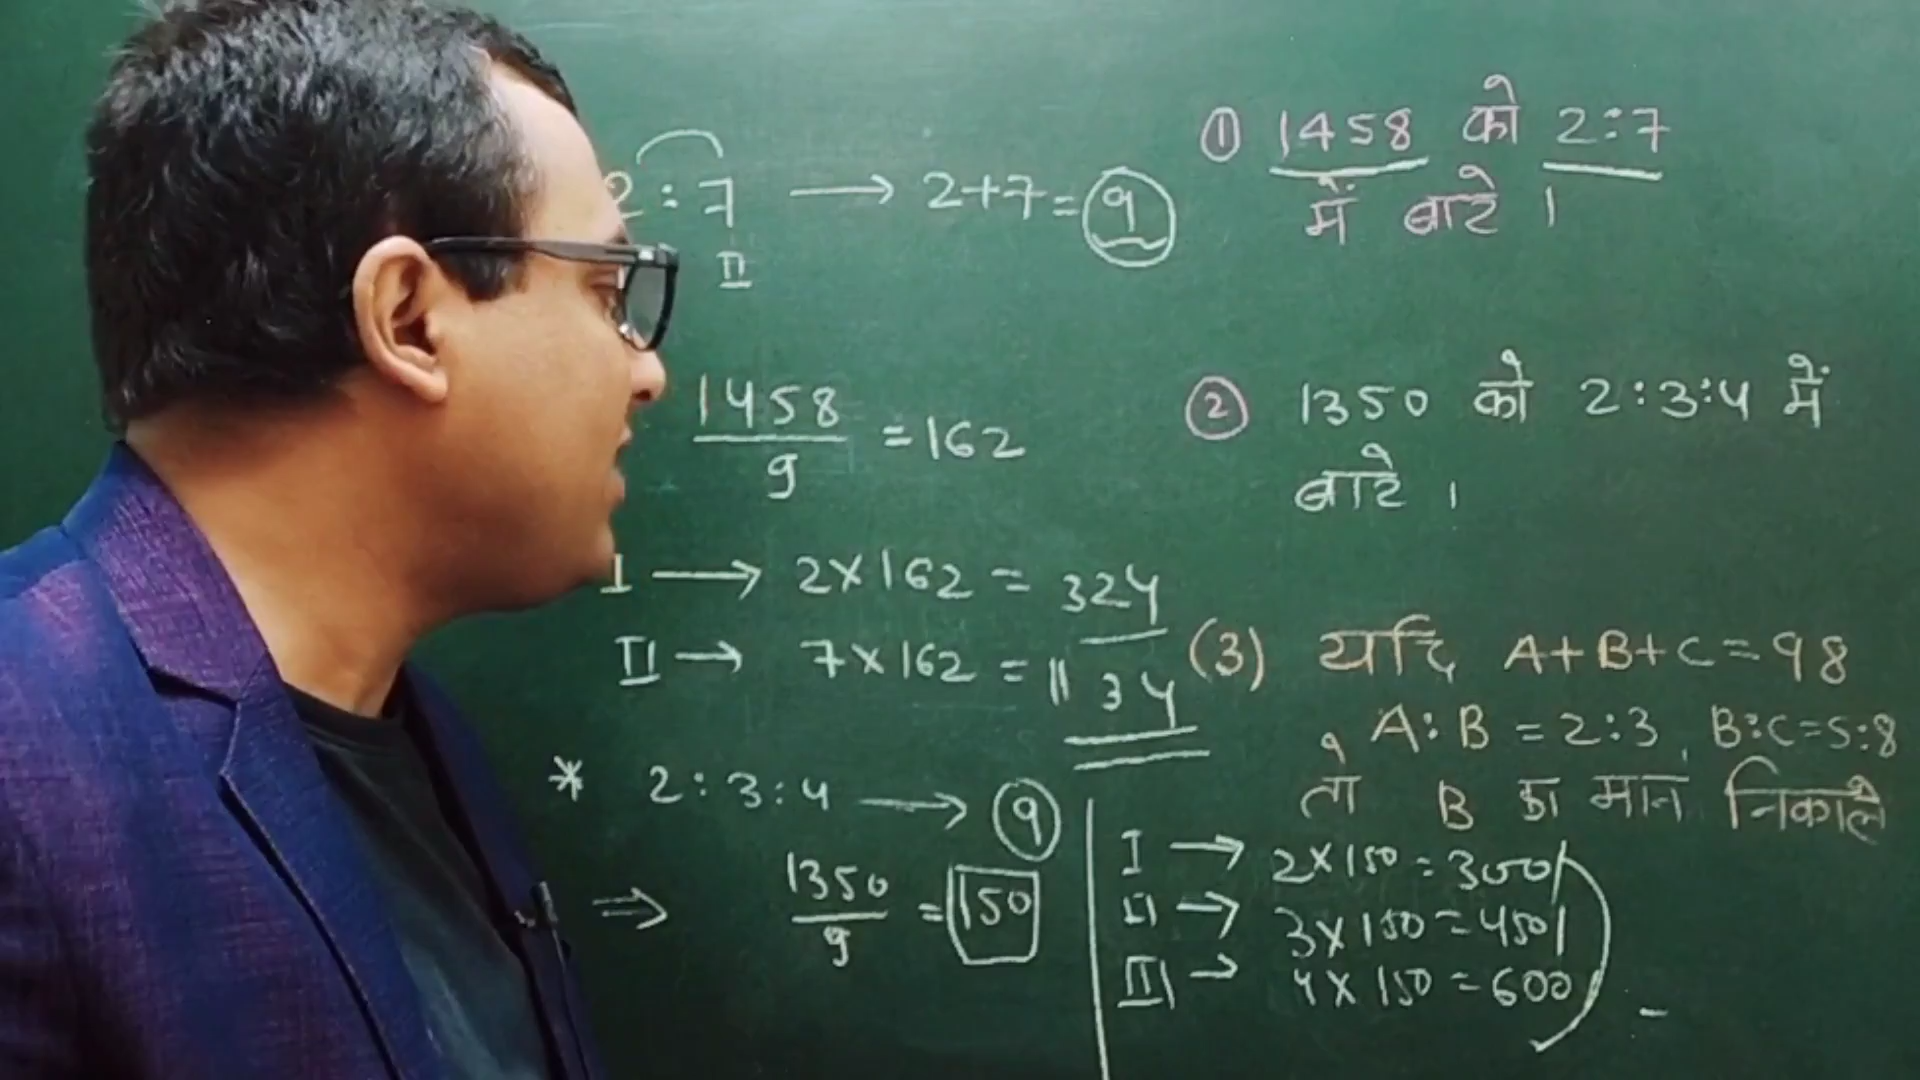 2:7 → 2+7=9
II
1458
9
=162
I → 2×162 = 324
II → 7×162 = 1134
* 2:3:4 → 9
⇒ 1350
9
=150
① 1458 को 2:7
में बाटे ।
② 1350 को 2:3:4 में
बाटे ।
(3) यदि A+B+C=98
A:B=2:3, B:C=5:8
तो B का मान निकाले
I → 2×150=300/
II → 3×150=450/
III → 4×150=600